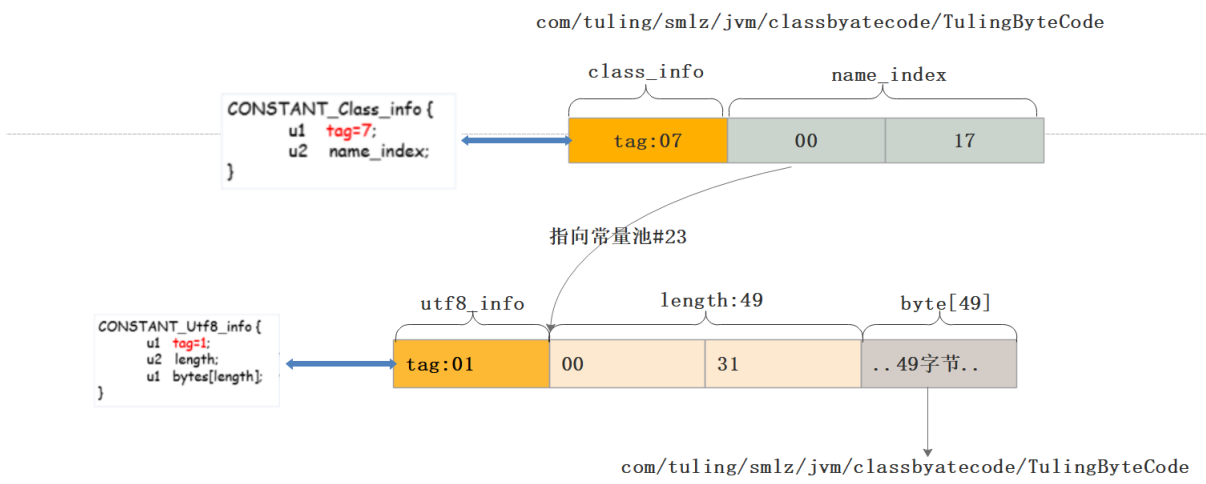 com/tuling/smlz/jvm/classbyatecode/TulingByteCode
class_info
name_index
CONSTANT_Class_info {
u1 tag=7;
u2 name_index;
}
tag:07
00
17
指向常量池#23
utf8_info
length:49
byte[49]
CONSTANT_Utf8_info {
u1 tag=1;
u2 length;
u1 bytes[length];
}
tag:01
00
31
..49字节..
com/tuling/smlz/jvm/classbyatecode/TulingByteCode